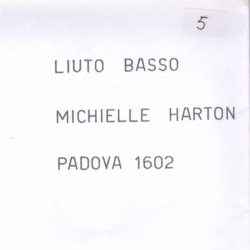 5
LIUTO BASSO
MICHIELLE HARTON
PADOVA 1602